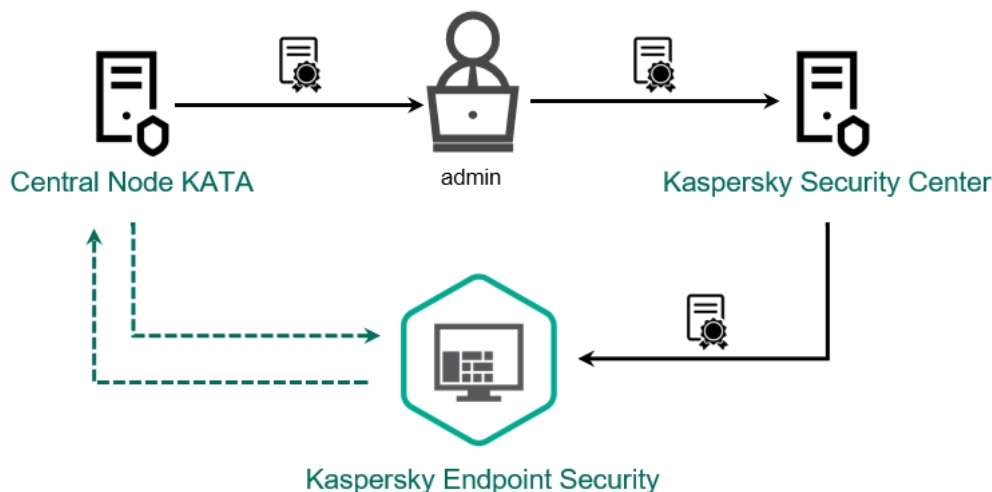 admin
Central Node KATA
Kaspersky Security Center
Kaspersky Endpoint Security